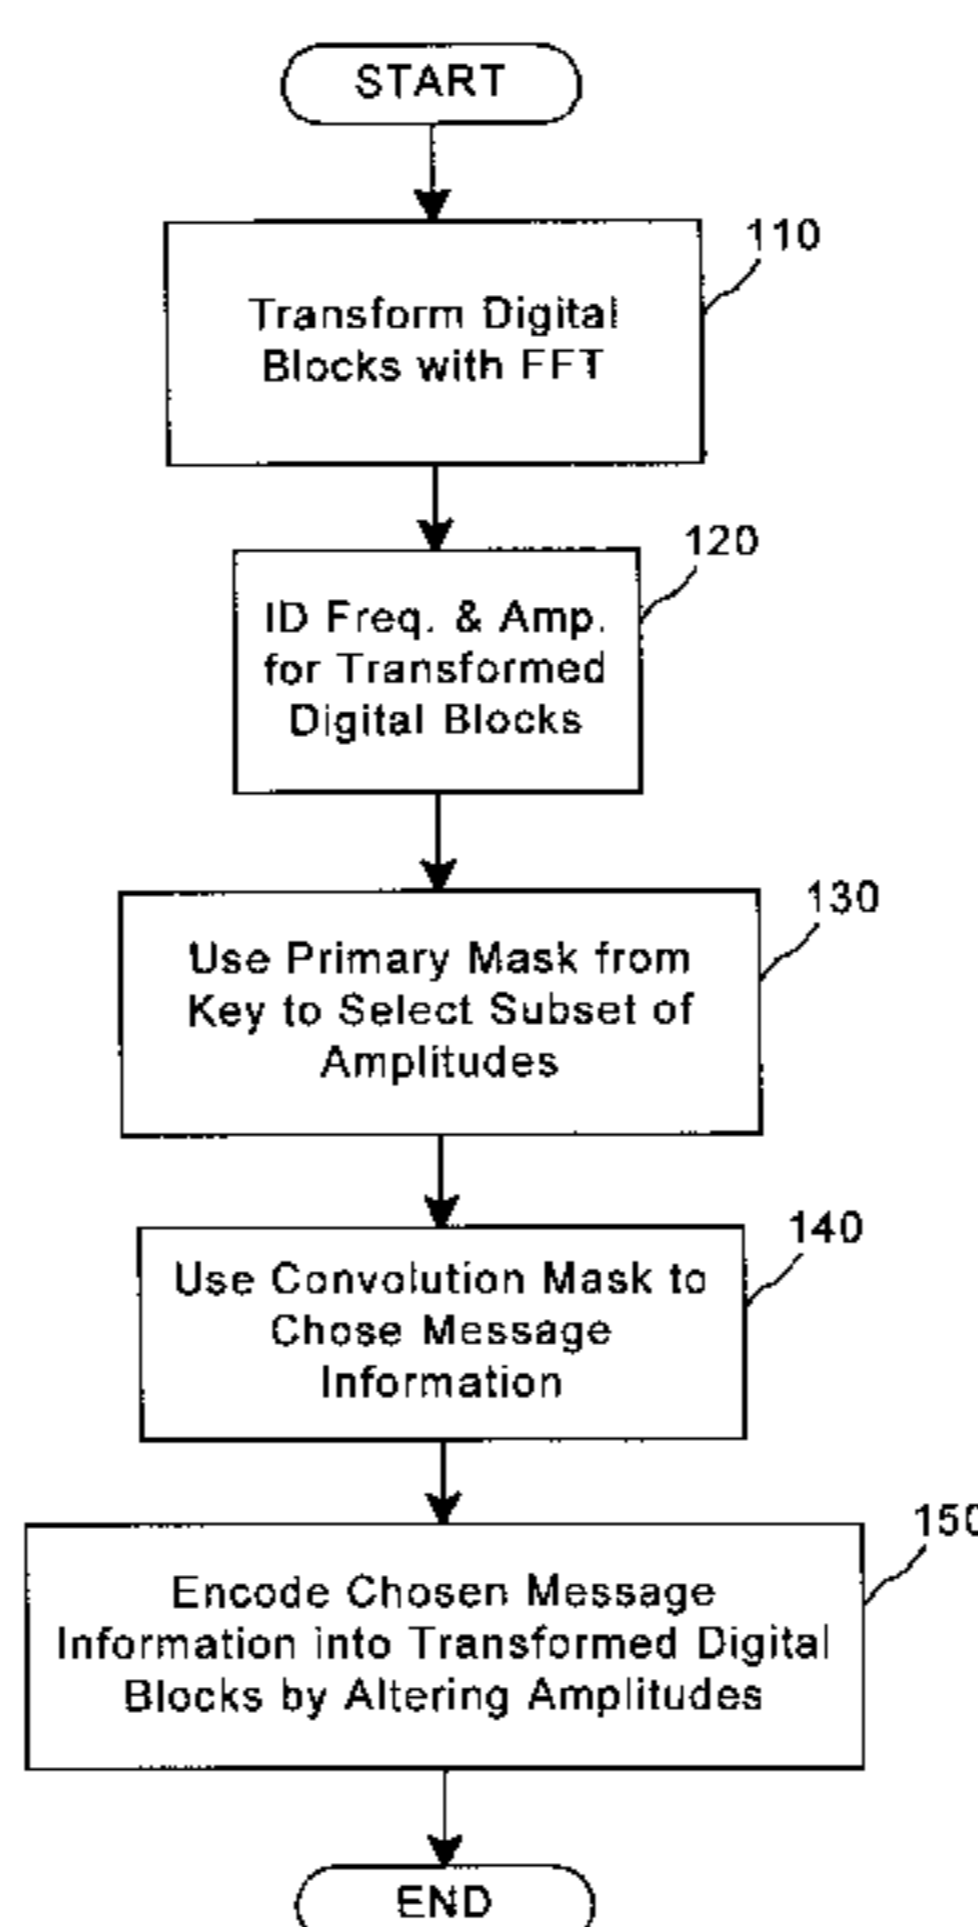 START
110
Transform Digital
Blocks with FFT
120
ID Freq. & Amp.
for Transformed
Digital Blocks
130
Use Primary Mask from
Key to Select Subset of
Amplitudes
140
Use Convolution Mask to
Chose Message
Information
150
Encode Chosen Message
Information into Transformed Digital
Blocks by Altering Amplitudes
END